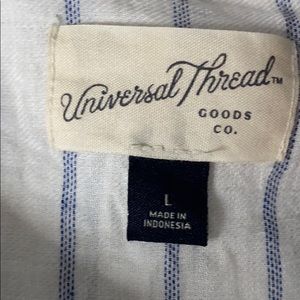 Universal Thread™
GOODS
CO.
L
MADE IN
INDONESIA